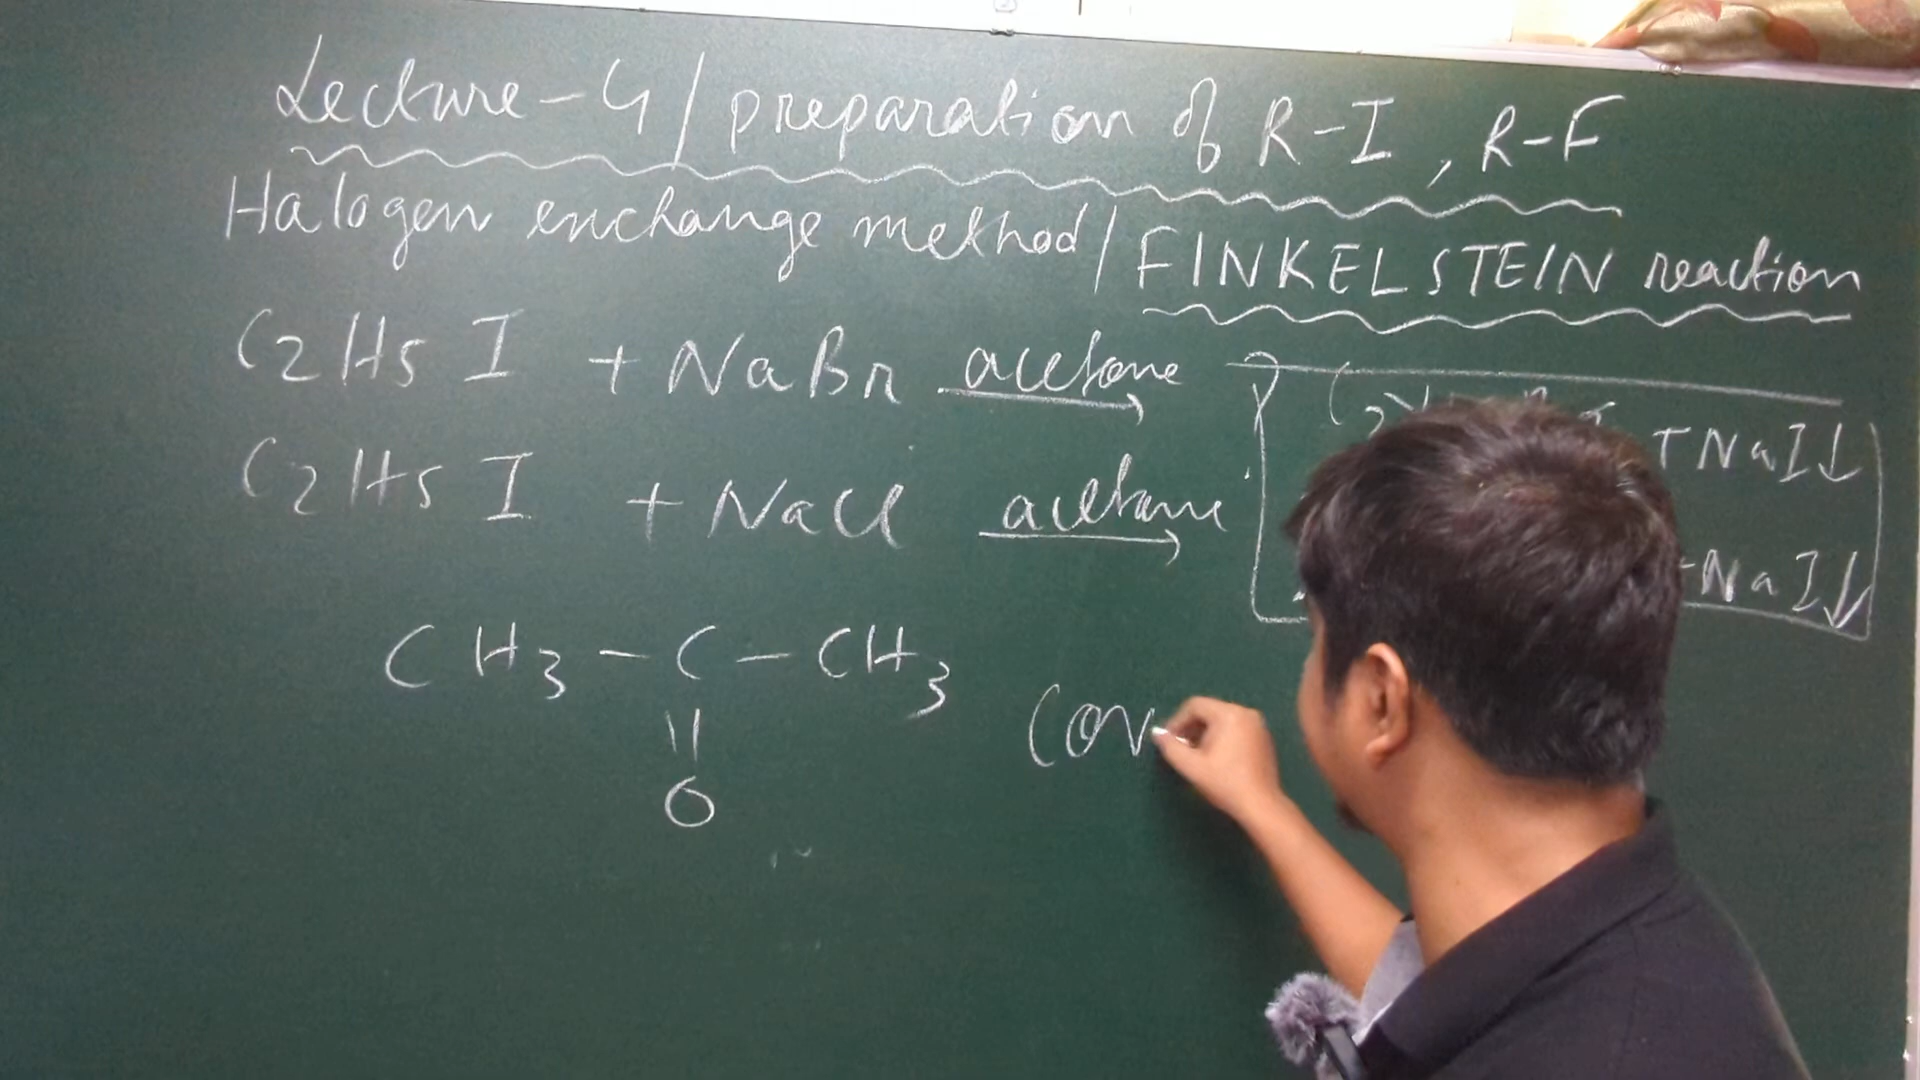 Lecture-4/preparation of R-I, R-F
Halogen exchange method/FINKELSTEIN reaction
C2H5 I + NaBr acetone → +NaI↓
C2H5 I + NaCl acetone → -NaI↓
CH3-C-CH3
O
(ov